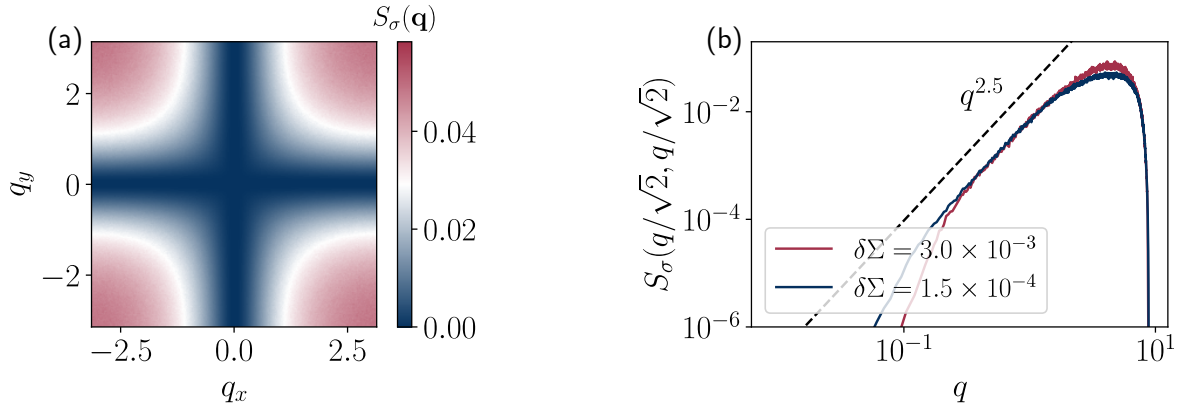 (a)
S_σ(𝐪)
2
0
−2
q_y
−2.5
0.0
2.5
q_x
0.04
0.02
0.00
(b)
S_σ(q/√2, q/√2)
10^{−2}
10^{−4}
10^{−6}
q^{2.5}
δΣ = 3.0 × 10^{−3}
δΣ = 1.5 × 10^{−4}
10^{−1}
10^{1}
q